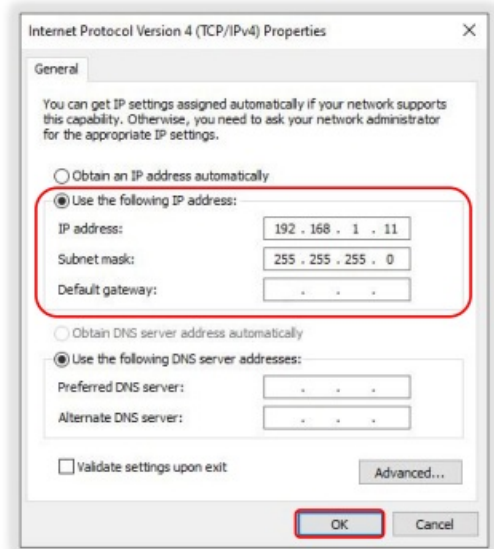 Internet Protocol Version 4 (TCP/IPv4) Properties
General
You can get IP settings assigned automatically if your network supports
this capability. Otherwise, you need to ask your network administrator
for the appropriate IP settings.
Obtain an IP address automatically
Use the following IP address:
IP address: 192 . 168 . 1 . 11
Subnet mask: 255 . 255 . 255 . 0
Default gateway: . . .
Obtain DNS server address automatically
Use the following DNS server addresses:
Preferred DNS server: . . .
Alternate DNS server: . . .
Validate settings upon exit
Advanced...
OK Cancel